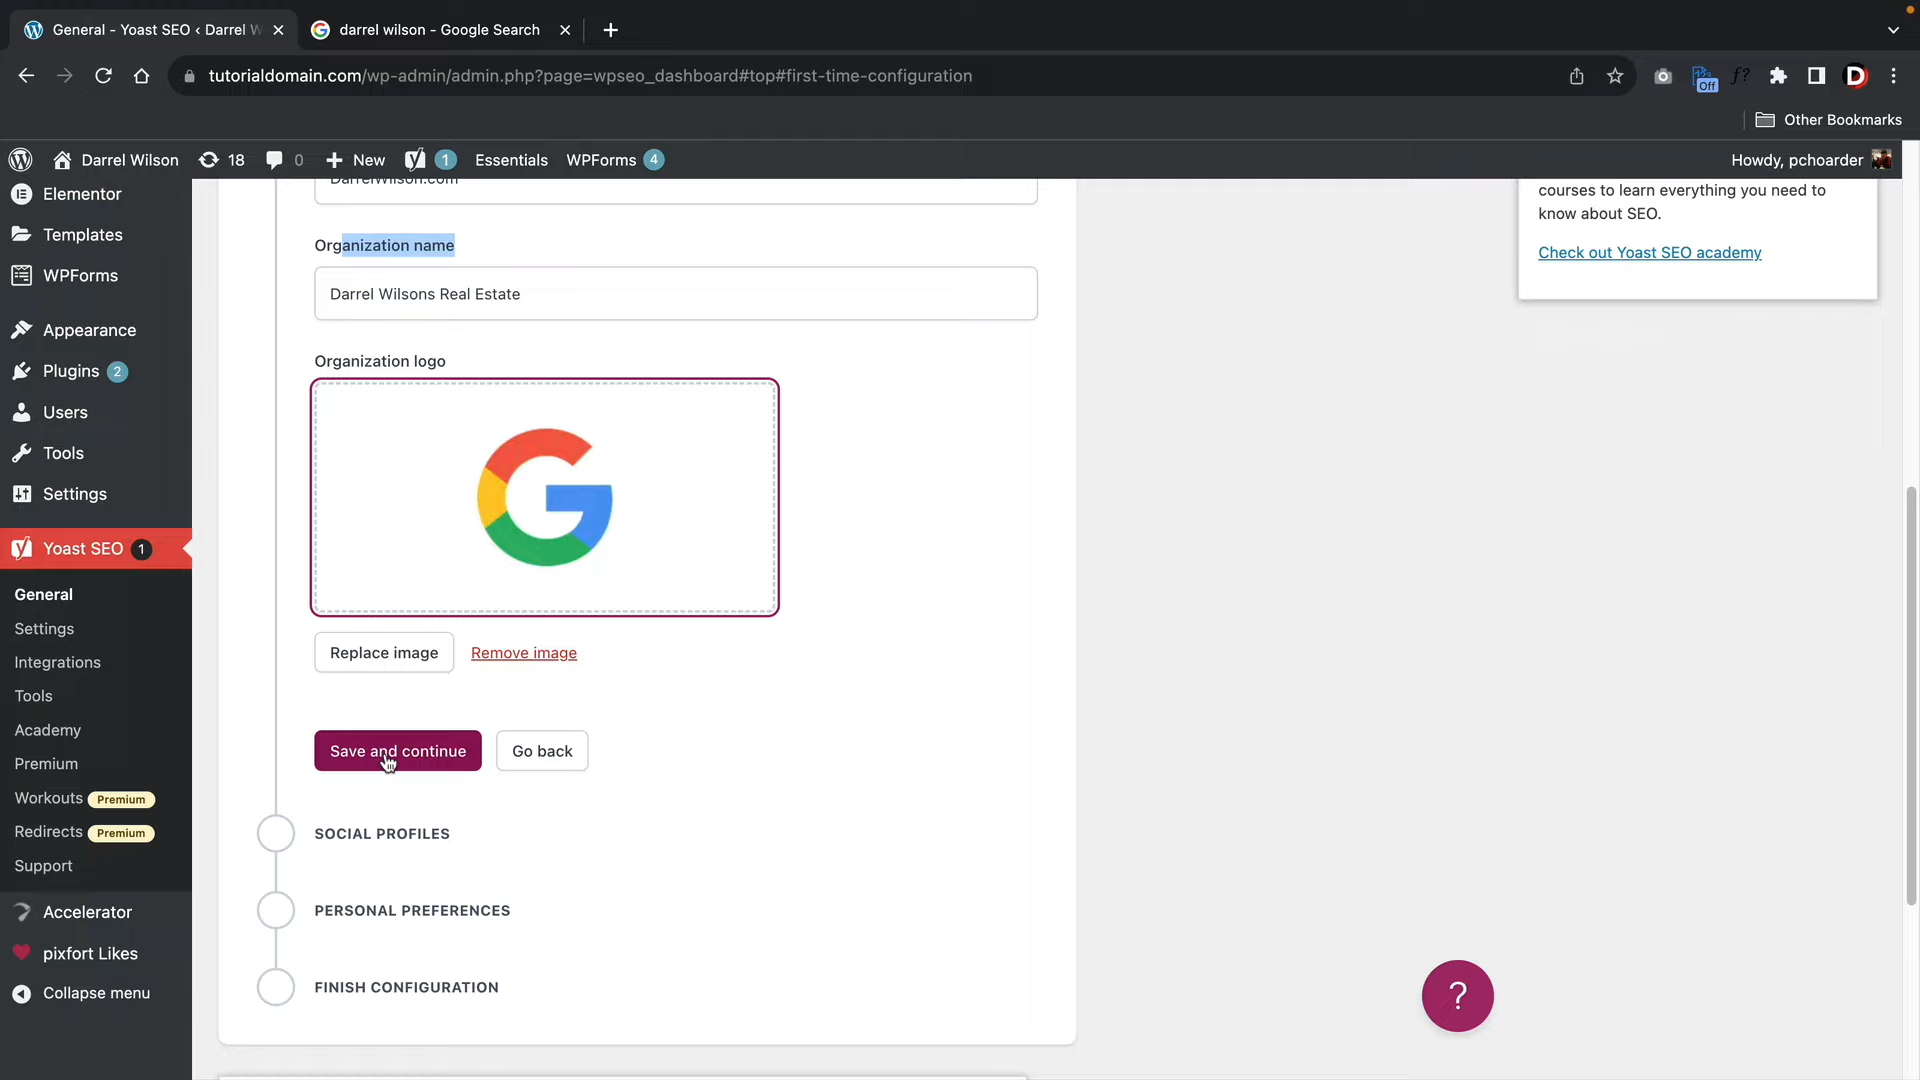 General - Yoast SEO ‹ Darrel W
darrel wilson - Google Search
tutorialdomain.com/wp-admin/admin.php?page=wpseo_dashboard#top#first-time-configuration
f?
Off
D
Other Bookmarks
Darrel Wilson
18
0
New
1
Essentials
WPForms 4
Howdy, pchoarder
Elementor
Templates
WPForms
Appearance
Plugins 2
Users
Tools
Settings
Yoast SEO 1
General
Settings
Integrations
Tools
Academy
Premium
Workouts Premium
Redirects Premium
Support
Accelerator
pixfort Likes
Collapse menu
DarrelWilson.com
Organization name
Darrel Wilsons Real Estate
Organization logo
G
Replace image
Remove image
Save and continue
Go back
SOCIAL PROFILES
PERSONAL PREFERENCES
FINISH CONFIGURATION
courses to learn everything you need to
know about SEO.
Check out Yoast SEO academy
?